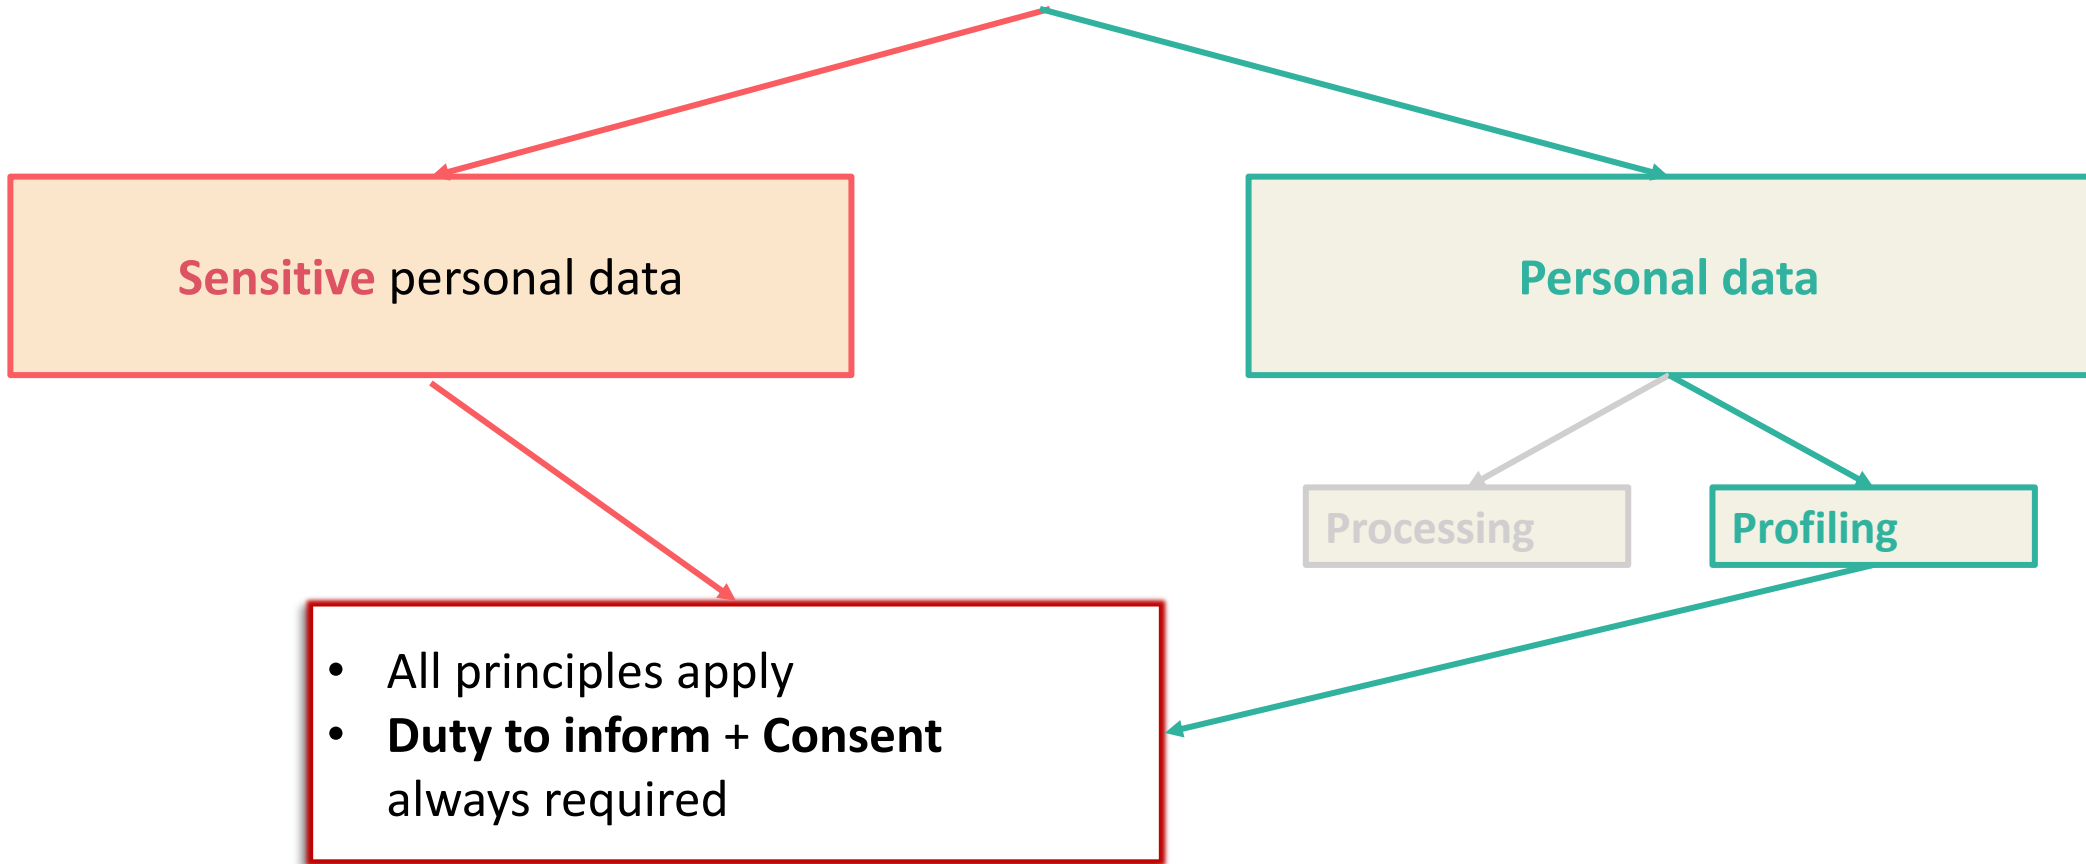 Sensitive personal data
Personal data
Processing
Profiling
• All principles apply
• Duty to inform + Consent
always required